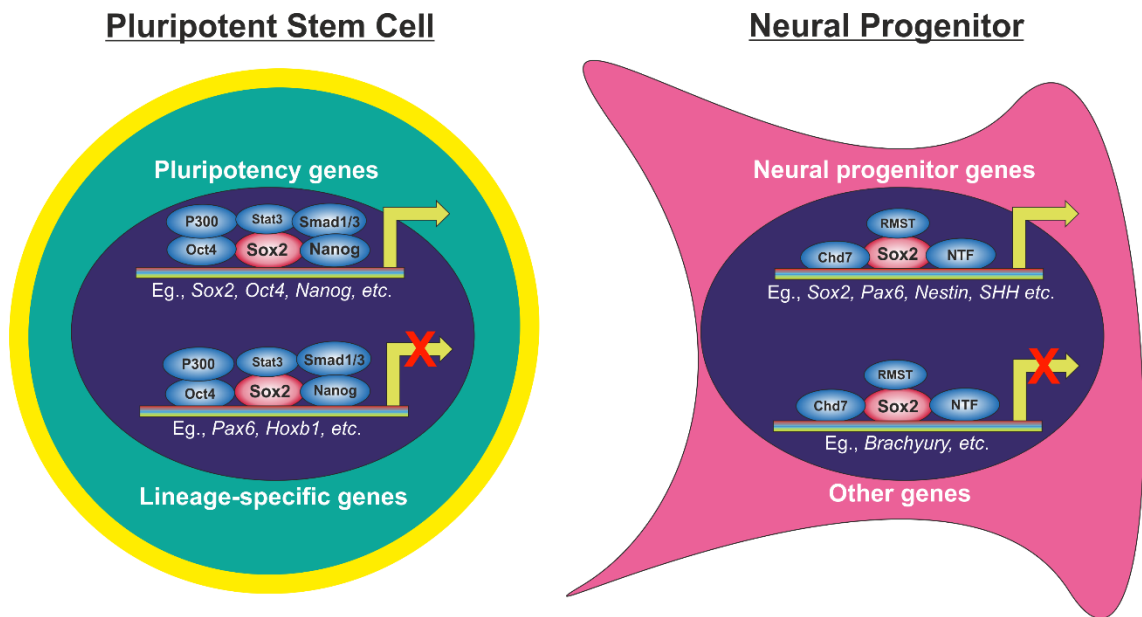 Pluripotent Stem Cell
Pluripotency genes
P300
Stat3
Smad1/3
Oct4
Sox2
Nanog
Eg., Sox2, Oct4, Nanog, etc.
P300
Stat3
Smad1/3
Oct4
Sox2
Nanog
X
Eg., Pax6, Hoxb1, etc.
Lineage-specific genes
Neural Progenitor
Neural progenitor genes
RMST
Chd7
Sox2
NTF
Eg., Sox2, Pax6, Nestin, SHH etc.
RMST
Chd7
Sox2
NTF
X
Eg., Brachyury, etc.
Other genes